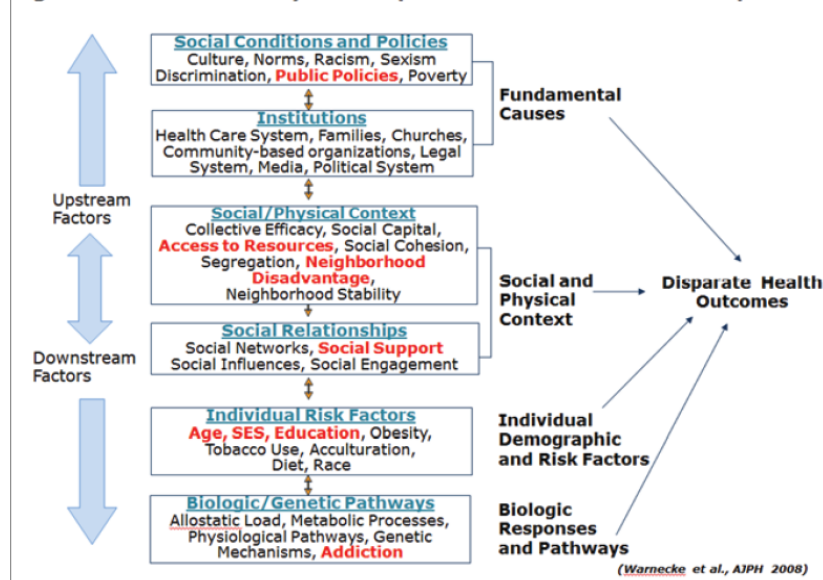 Social Conditions and Policies
Culture, Norms, Racism, Sexism
Discrimination, Public Policies, Poverty
Institutions
Health Care System, Families, Churches,
Community-based organizations, Legal
System, Media, Political System
Fundamental
Causes
Upstream
Factors
Social/Physical Context
Collective Efficacy, Social Capital,
Access to Resources, Social Cohesion,
Segregation, Neighborhood
Disadvantage,
Neighborhood Stability
Social and
Physical
Context
Disparate Health
Outcomes
Social Relationships
Social Networks, Social Support
Social Influences, Social Engagement
Downstream
Factors
Individual Risk Factors
Age, SES, Education, Obesity,
Tobacco Use, Acculturation,
Diet, Race
Individual
Demographic
and Risk Factors
Biologic/Genetic Pathways
Allostatic Load, Metabolic Processes,
Physiological Pathways, Genetic
Mechanisms, Addiction
Biologic
Responses
and Pathways
(Warnecke et al., AJPH 2008)